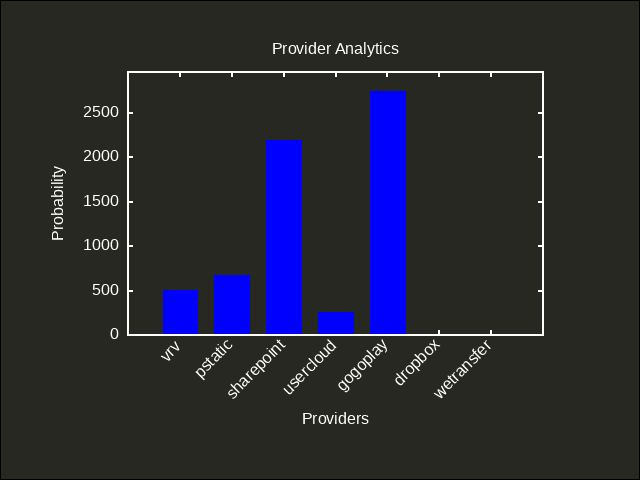 Provider Analytics
Probability
2500
2000
1500
1000
500
0
vrv
pstatic
sharepoint
usercloud
gogoplay
dropbox
wetransfer
Providers